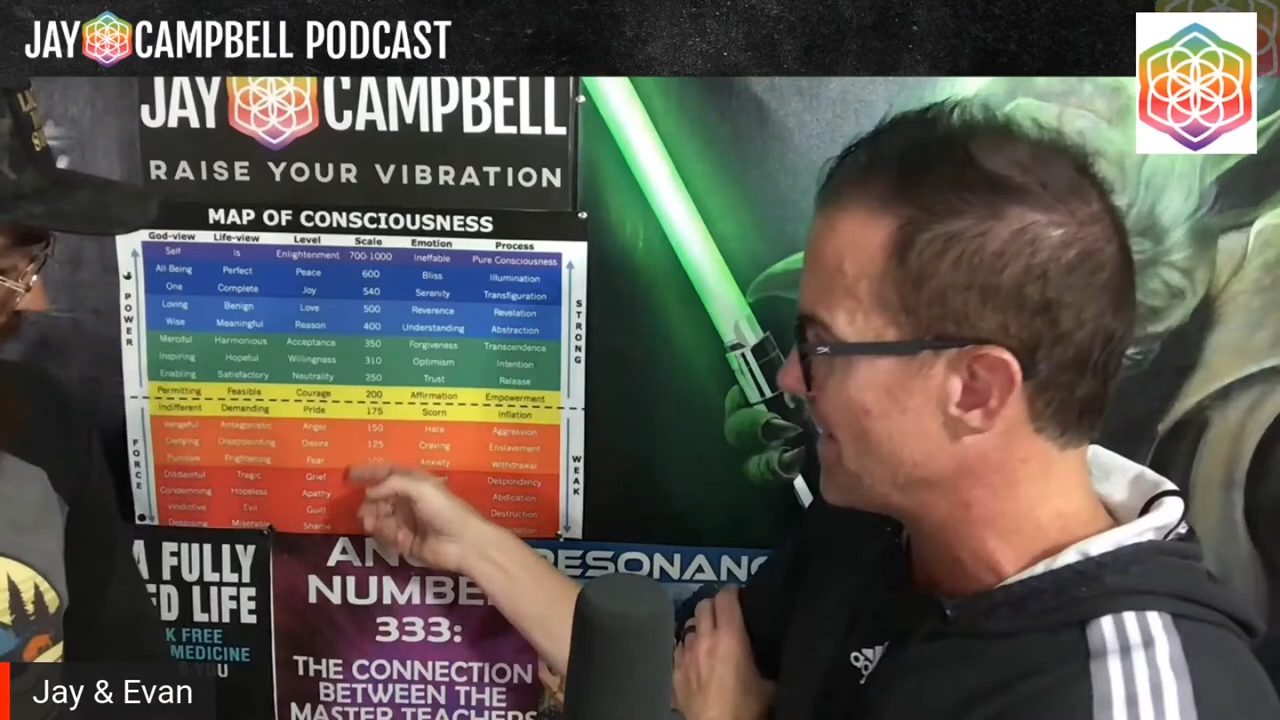 JAY CAMPBELL PODCAST
JAY CAMPBELL
RAISE YOUR VIBRATION
MAP OF CONSCIOUSNESS
God-view Life-view Level Scale Emotion Process
Self Is Enlightenment 700-1000 Ineffable Pure Consciousness
All-Being Perfect Peace 600 Bliss Illumination
One Complete Joy 540 Serenity Transfiguration
Loving Benign Love 500 Reverence Revelation
Wise Meaningful Reason 400 Understanding Abstraction
Merciful Harmonious Acceptance 350 Forgiveness Transcendence
Inspiring Hopeful Willingness 310 Optimism Intention
Enabling Satisfactory Neutrality 250 Trust Release
Permitting Feasible Courage 200 Affirmation Empowerment
Indifferent Demanding Pride 175 Scorn Inflation
Vengeful Antagonistic Anger 150 Hate Aggression
Denying Disappointing Desire 125 Craving Enslavement
Punitive Frightening Fear 100 Anxiety Withdrawal
Disdainful Tragic Grief Despondency
Condemning Hopeless Apathy Abdication
Vindictive Evil Guilt Destruction
Despising Shame
POWER
FORCE
STRONG
WEAK
A FULLY
LIFE
K FREE
MEDICINE
NUMBER
333:
THE CONNECTION
BETWEEN THE
MASTER TEACHERS
Jay & Evan